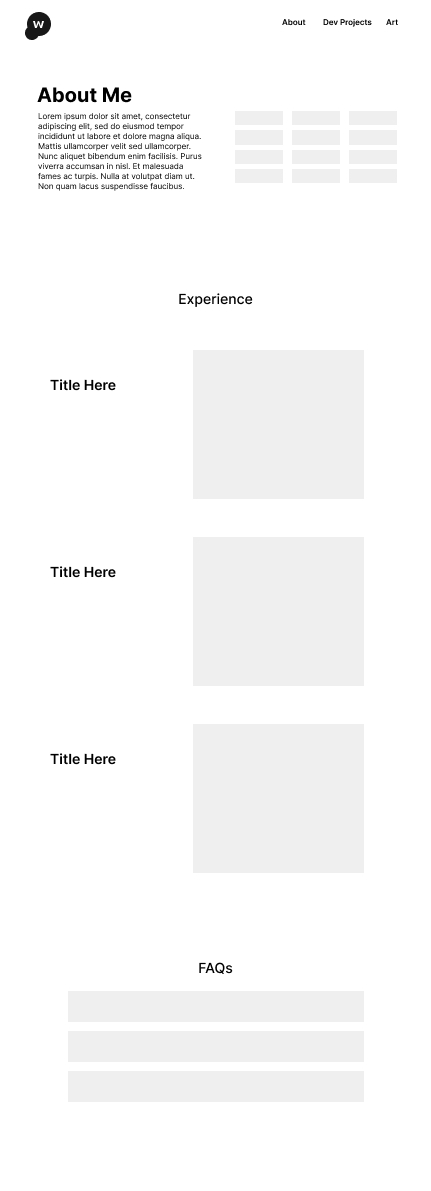 w
About
Dev Projects
Art
About Me
Lorem ipsum dolor sit amet, consectetur
adipiscing elit, sed do eiusmod tempor
incididunt ut labore et dolore magna aliqua.
Mattis ullamcorper velit sed ullamcorper.
Nunc aliquet bibendum enim facilisis. Purus
viverra accumsan in nisl. Et malesuada
fames ac turpis. Nulla at volutpat diam ut.
Non quam lacus suspendisse faucibus.
Experience
Title Here
Title Here
Title Here
FAQs